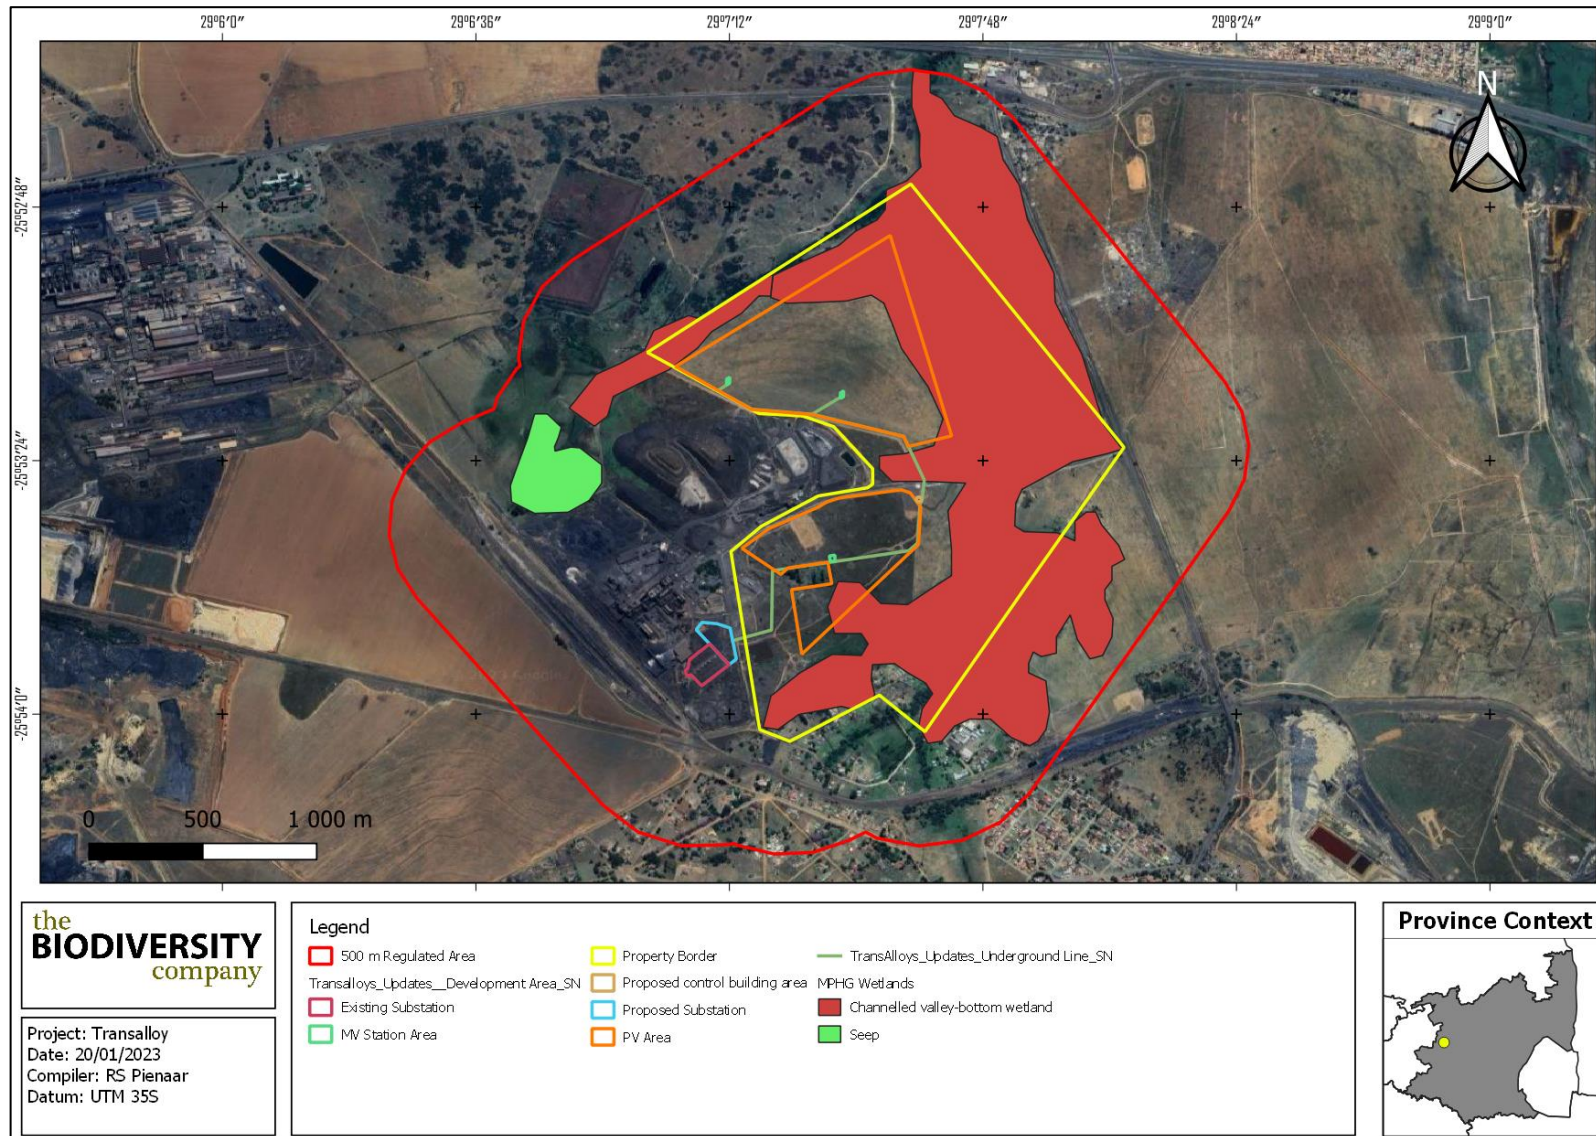 29°6'0"
29°6'36"
29°7'12"
29°7'48"
29°8'24"
29°9'0"
N
-25°52'48"
-25°53'24"
-25°54'0"
0 500 1 000 m
the
BIODIVERSITY
company
Project: Transalloy
Date: 20/01/2023
Compiler: RS Pienaar
Datum: UTM 35S
Legend
500 m Regulated Area
Transalloys_Updates__Development Area_SN
Existing Substation
MV Station Area
Property Border
Proposed control building area
Proposed Substation
PV Area
TransAlloys_Updates_Underground Line_SN
MPHG Wetlands
Channelled valley-bottom wetland
Seep
Province Context